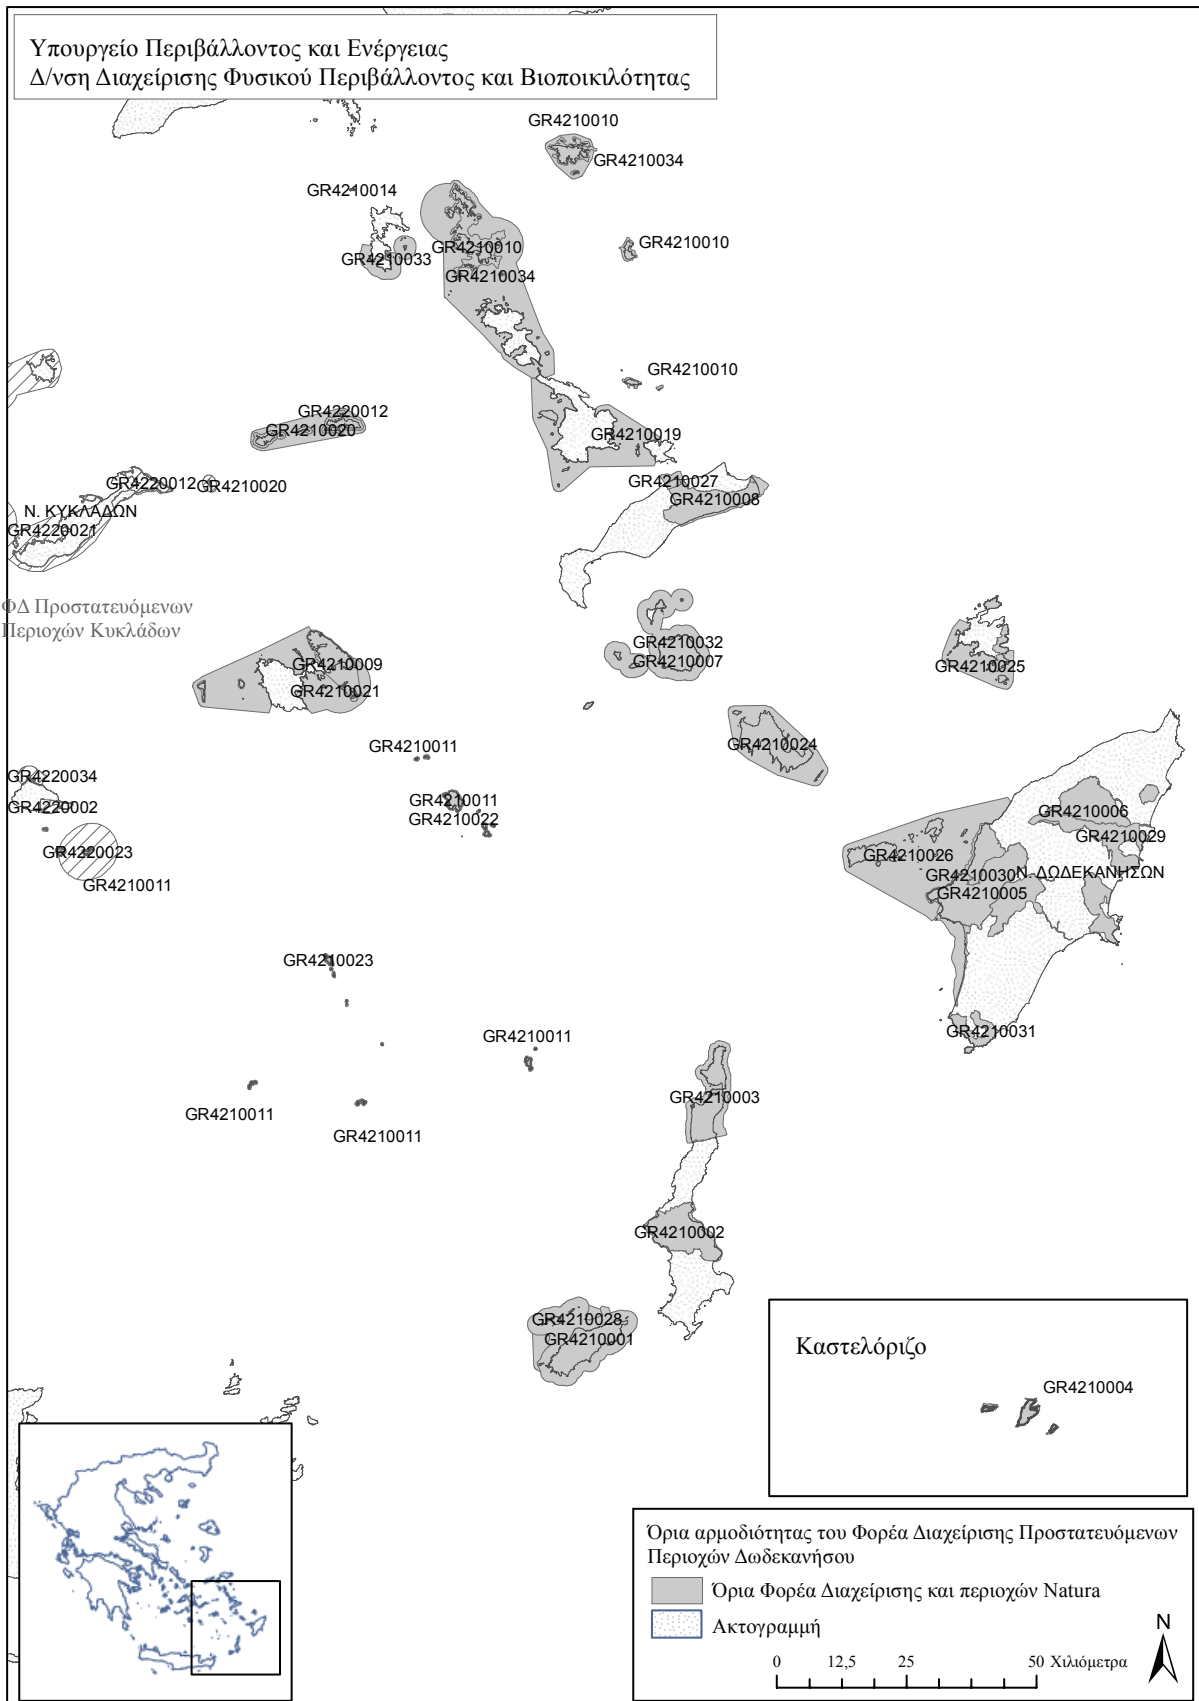 Υπουργείο Περιβάλλοντος και Ενέργειας
Δ/νση Διαχείρισης Φυσικού Περιβάλλοντος και Βιοποικιλότητας
GR4210010
GR4210034
GR4210014
GR4210010
GR4210010
GR4210033
GR4210034
GR4210010
GR4220012
GR4210020
GR4210019
GR4220012
GR4210020
GR4210027
GR4210008
Ν. ΚΥΚΛΑΔΩΝ
GR4220021
ΦΔ Προστατευόμενων
Περιοχών Κυκλάδων
GR4210032
GR4210007
GR4210009
GR4210021
GR4210025
GR4210011
GR4210024
GR4220034
GR4220002
GR4210011
GR4210022
GR4210006
GR4210029
GR4220023
GR4210011
GR4210026
GR4210030
Ν. ΔΩΔΕΚΑΝΗΣΩΝ
GR4210005
GR4210023
GR4210031
GR4210011
GR4210003
GR4210011
GR4210011
GR4210002
GR4210028
GR4210001
Καστελόριζο
GR4210004
Όρια αρμοδιότητας του Φορέα Διαχείρισης Προστατευόμενων
Περιοχών Δωδεκανήσου
Όρια Φορέα Διαχείρισης και περιοχών Natura
Ακτογραμμή
N
0 12,5 25 50 Χιλιόμετρα